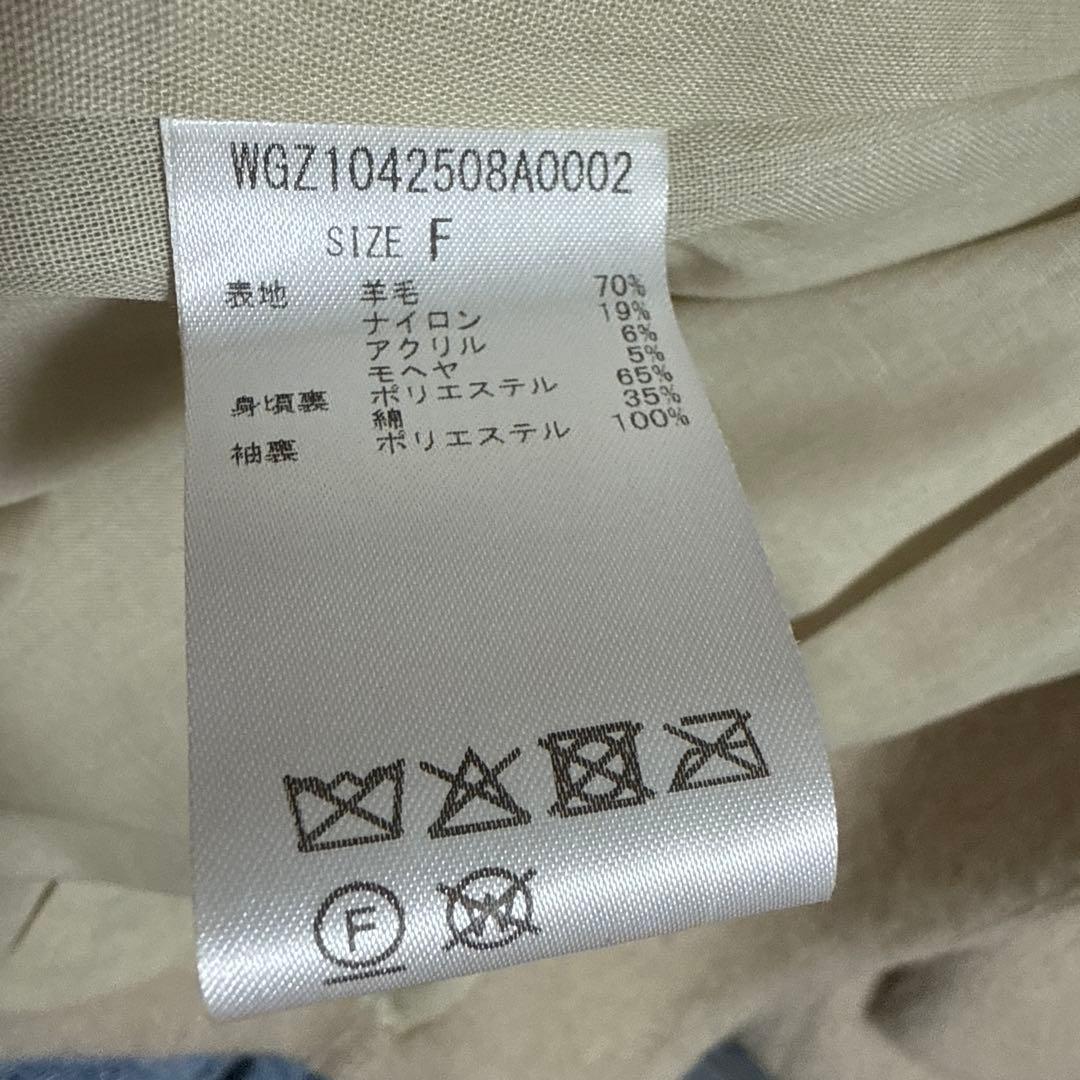 WGZ1042508A0002
SIZE F
表地 羊毛 70%
ナイロン 19%
アクリル 6%
モヘヤ 5%
身頃裏 ポリエステル 65%
綿 35%
袖裏 ポリエステル 100%
F W